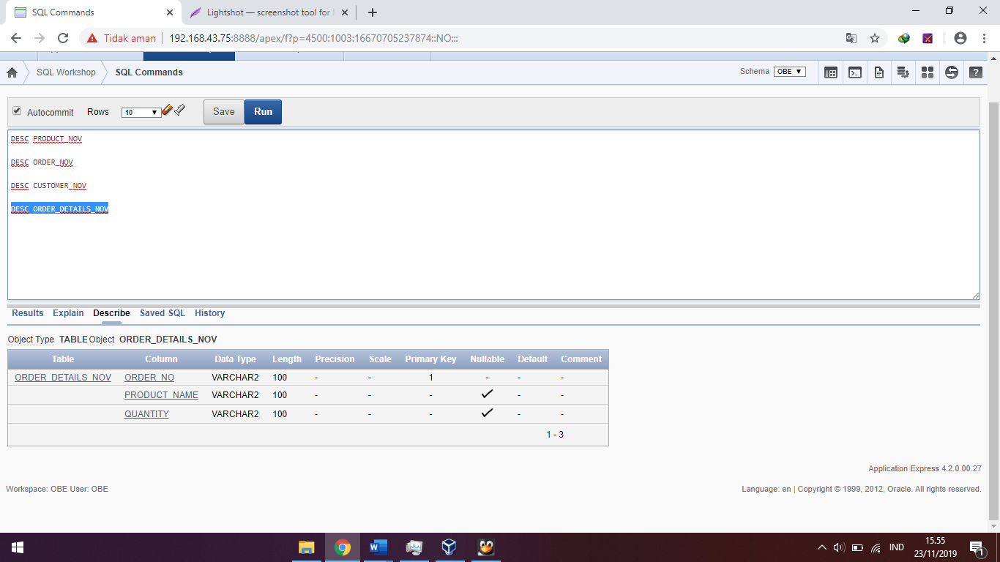 SQL Commands
Lightshot — screenshot tool for
Tidak aman
192.168.43.75:8888/apex/f?p=4500:1003:16670705237874::NO:::
SQL Workshop
SQL Commands
Schema OBE
Autocommit Rows 10 Save Run
DESC PRODUCT_NOV
DESC ORDER_NOV
DESC CUSTOMER_NOV
DESC ORDER_DETAILS_NOV
Results Explain Describe Saved SQL History
Object Type TABLE Object ORDER_DETAILS_NOV
Table Column Data Type Length Precision Scale Primary Key Nullable Default Comment
ORDER_DETAILS_NOV ORDER_NO VARCHAR2 100 - - 1 - - -
PRODUCT_NAME VARCHAR2 100 - - - - -
QUANTITY VARCHAR2 100 - - - - -
1 - 3
Application Express 4.2.0.00.27
Workspace: OBE User: OBE
Language: en | Copyright © 1999, 2012, Oracle. All rights reserved.
IND
15.55
23/11/2019
1